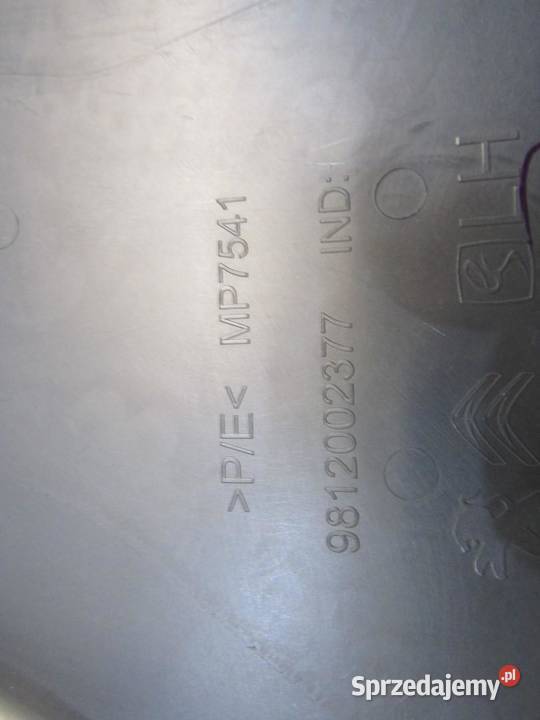 >P/E< MP7541
9812002377 IND:
LH
Sprzedajemy.pl